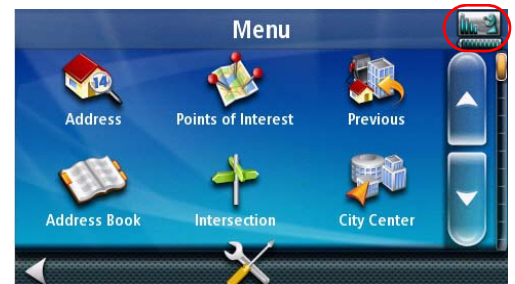 Menu
14
Address
Points of Interest
Previous
Address Book
Intersection
City Center